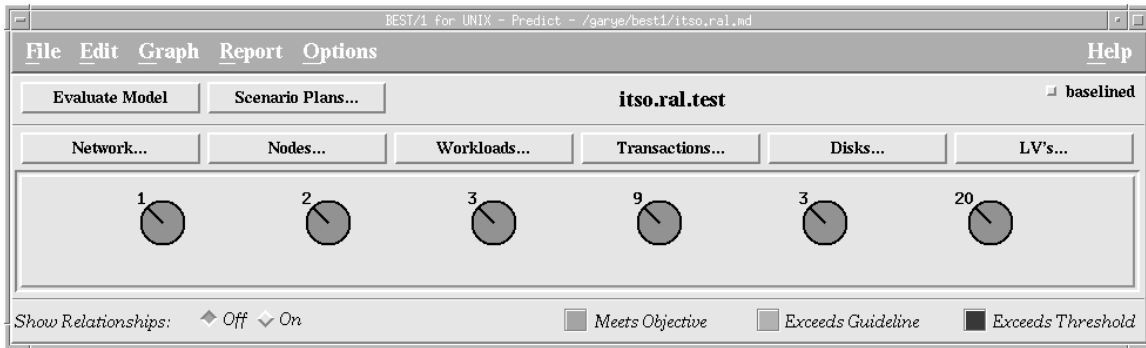 BEST/1 for UNIX - Predict - /garye/best1/itso.ral.md
File Edit Graph Report Options Help
Evaluate Model Scenario Plans... itso.ral.test baselined
Network... Nodes... Workloads... Transactions... Disks... LV's...
1 2 3 9 3 20
Show Relationships: Off On Meets Objective Exceeds Guideline Exceeds Threshold